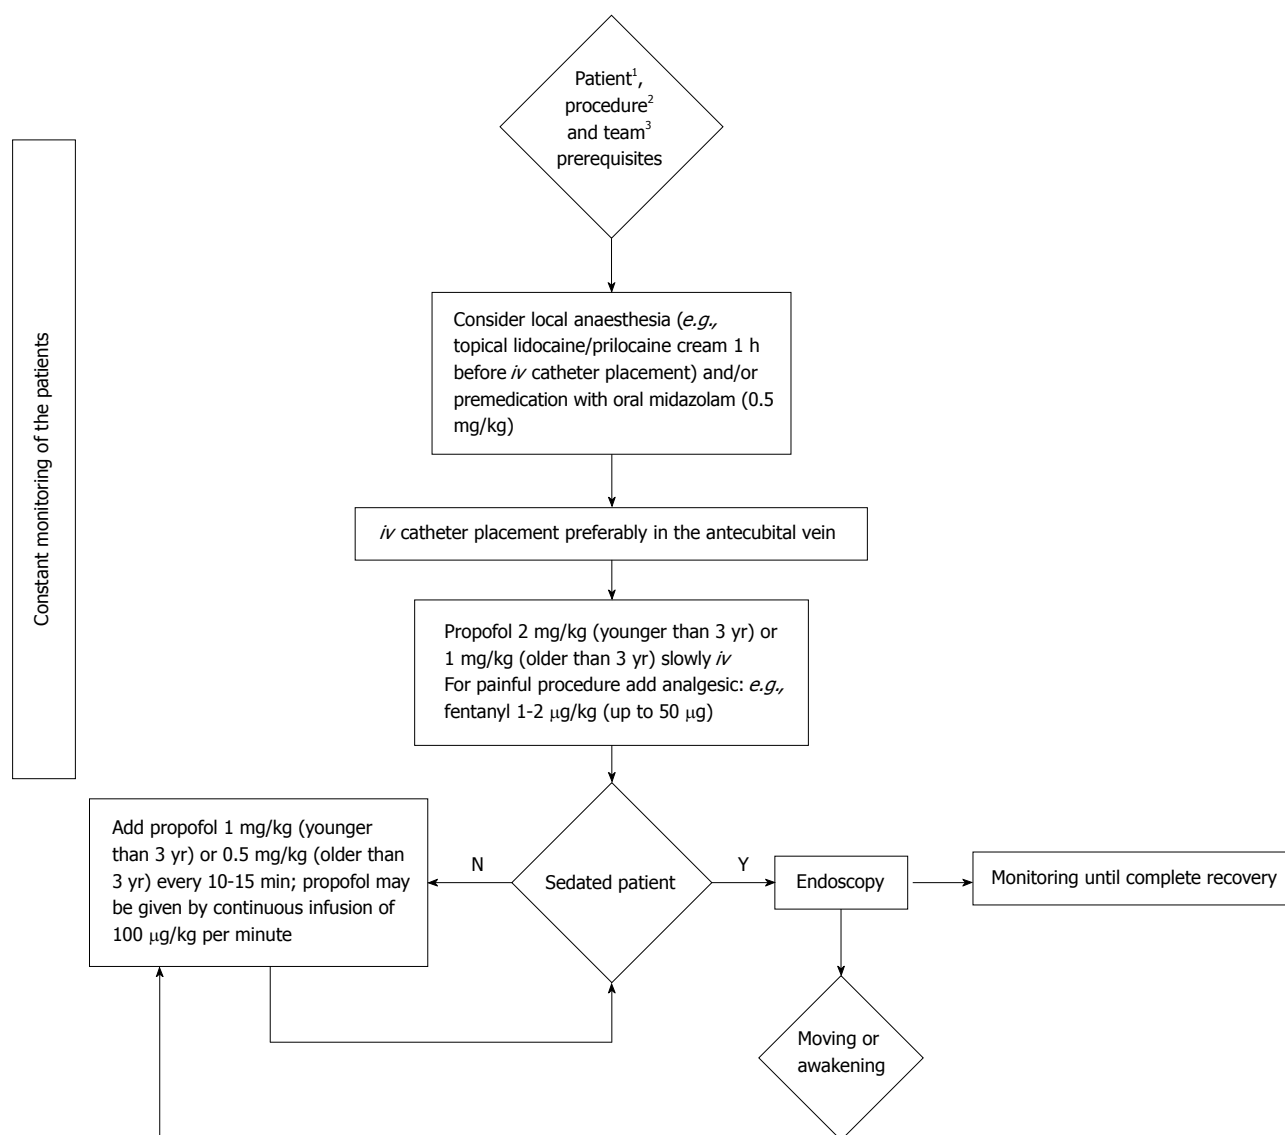 Patient¹,
procedure²
and team³
prerequisites
Constant monitoring of the patients
Consider local anaesthesia (e.g.,
topical lidocaine/prilocaine cream 1 h
before iv catheter placement) and/or
premedication with oral midazolam (0.5
mg/kg)
iv catheter placement preferably in the antecubital vein
Propofol 2 mg/kg (younger than 3 yr) or
1 mg/kg (older than 3 yr) slowly iv
For painful procedure add analgesic: e.g.,
fentanyl 1-2 μg/kg (up to 50 μg)
Add propofol 1 mg/kg (younger
than 3 yr) or 0.5 mg/kg (older than
3 yr) every 10-15 min; propofol may
be given by continuous infusion of
100 μg/kg per minute
N
Sedated patient
Y
Endoscopy
Monitoring until complete recovery
Moving or
awakening